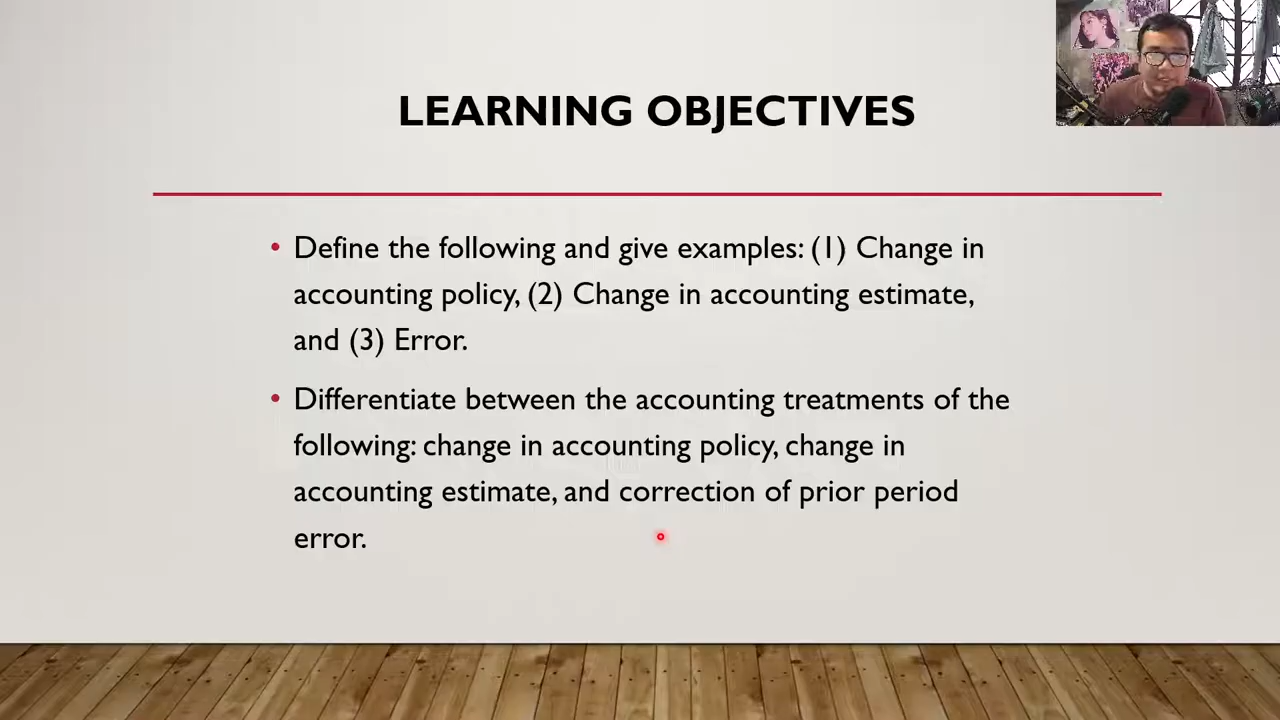 LEARNING OBJECTIVES
• Define the following and give examples: (1) Change in
accounting policy, (2) Change in accounting estimate,
and (3) Error.
• Differentiate between the accounting treatments of the
following: change in accounting policy, change in
accounting estimate, and correction of prior period
error.